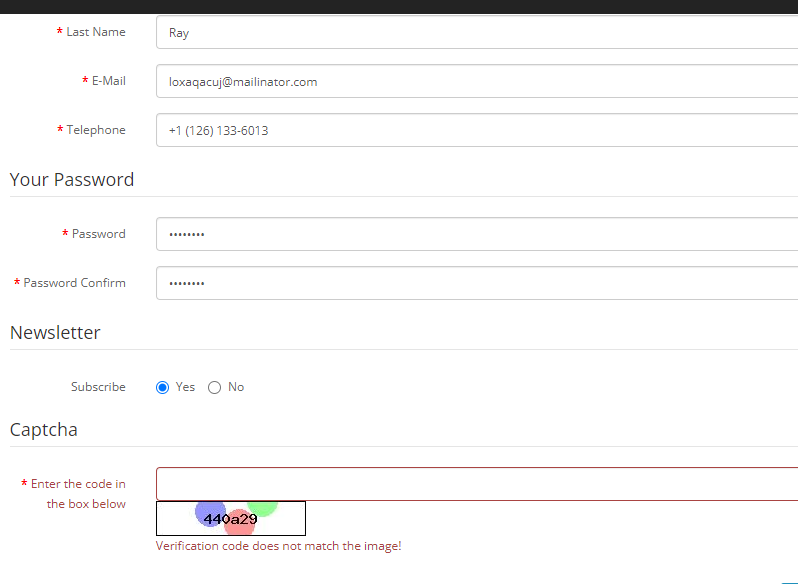 * Last Name Ray
* E-Mail loxaqacuj@mailinator.com
* Telephone +1 (126) 133-6013
Your Password
* Password ••••••••
* Password Confirm ••••••••
Newsletter
Subscribe Yes No
Captcha
* Enter the code in
the box below
440a29
Verification code does not match the image!